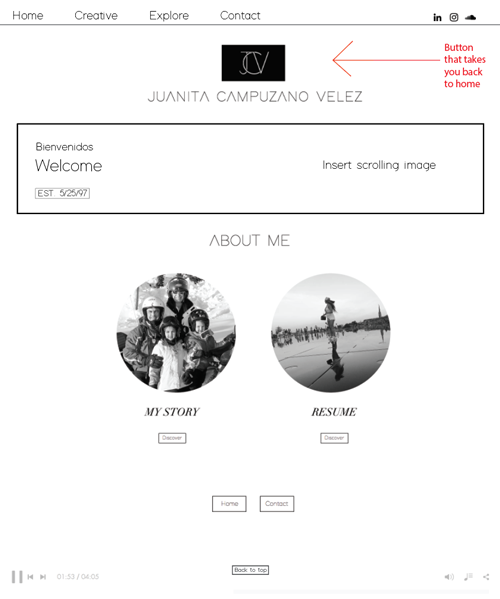 Home Creative Explore Contact
Button
that takes
you back
to home
JCV
JUANITA CAMPUZANO VELEZ
Bienvenidos
Welcome
Insert scrolling image
EST 5/25/97
ABOUT ME
MY STORY RESUME
Discover Discover
Home Contact
Back to top
01:53 / 04:05